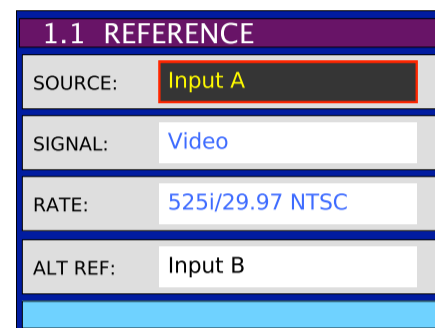 1.1 REFERENCE
SOURCE: Input A
SIGNAL: Video
RATE: 525i/29.97 NTSC
ALT REF: Input B